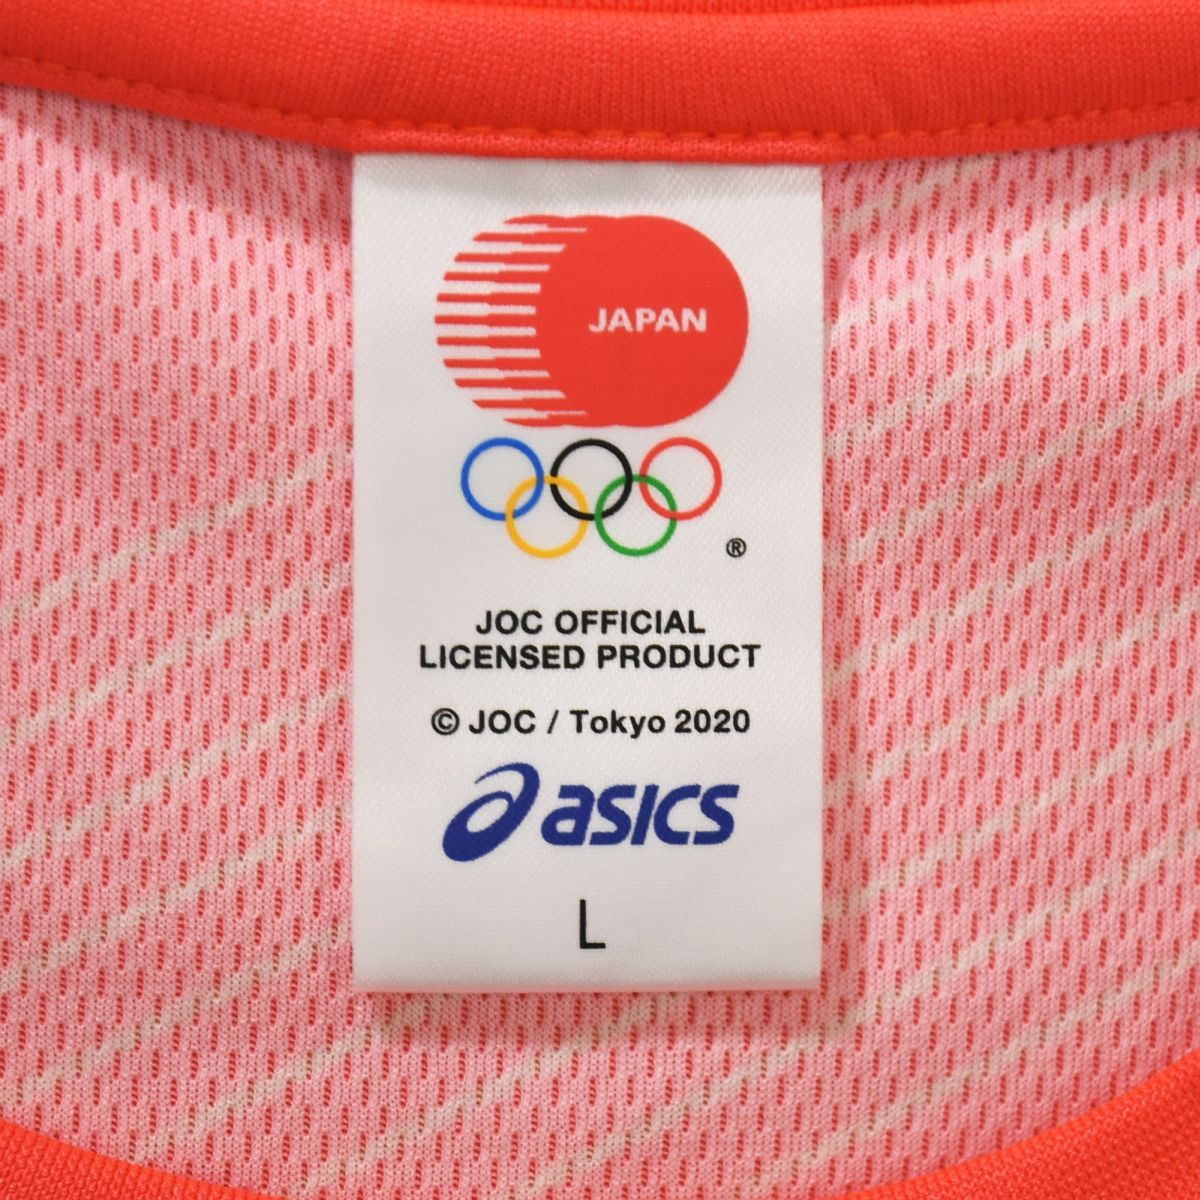 JAPAN
®
JOC OFFICIAL
LICENSED PRODUCT
© JOC / Tokyo 2020
asics
L